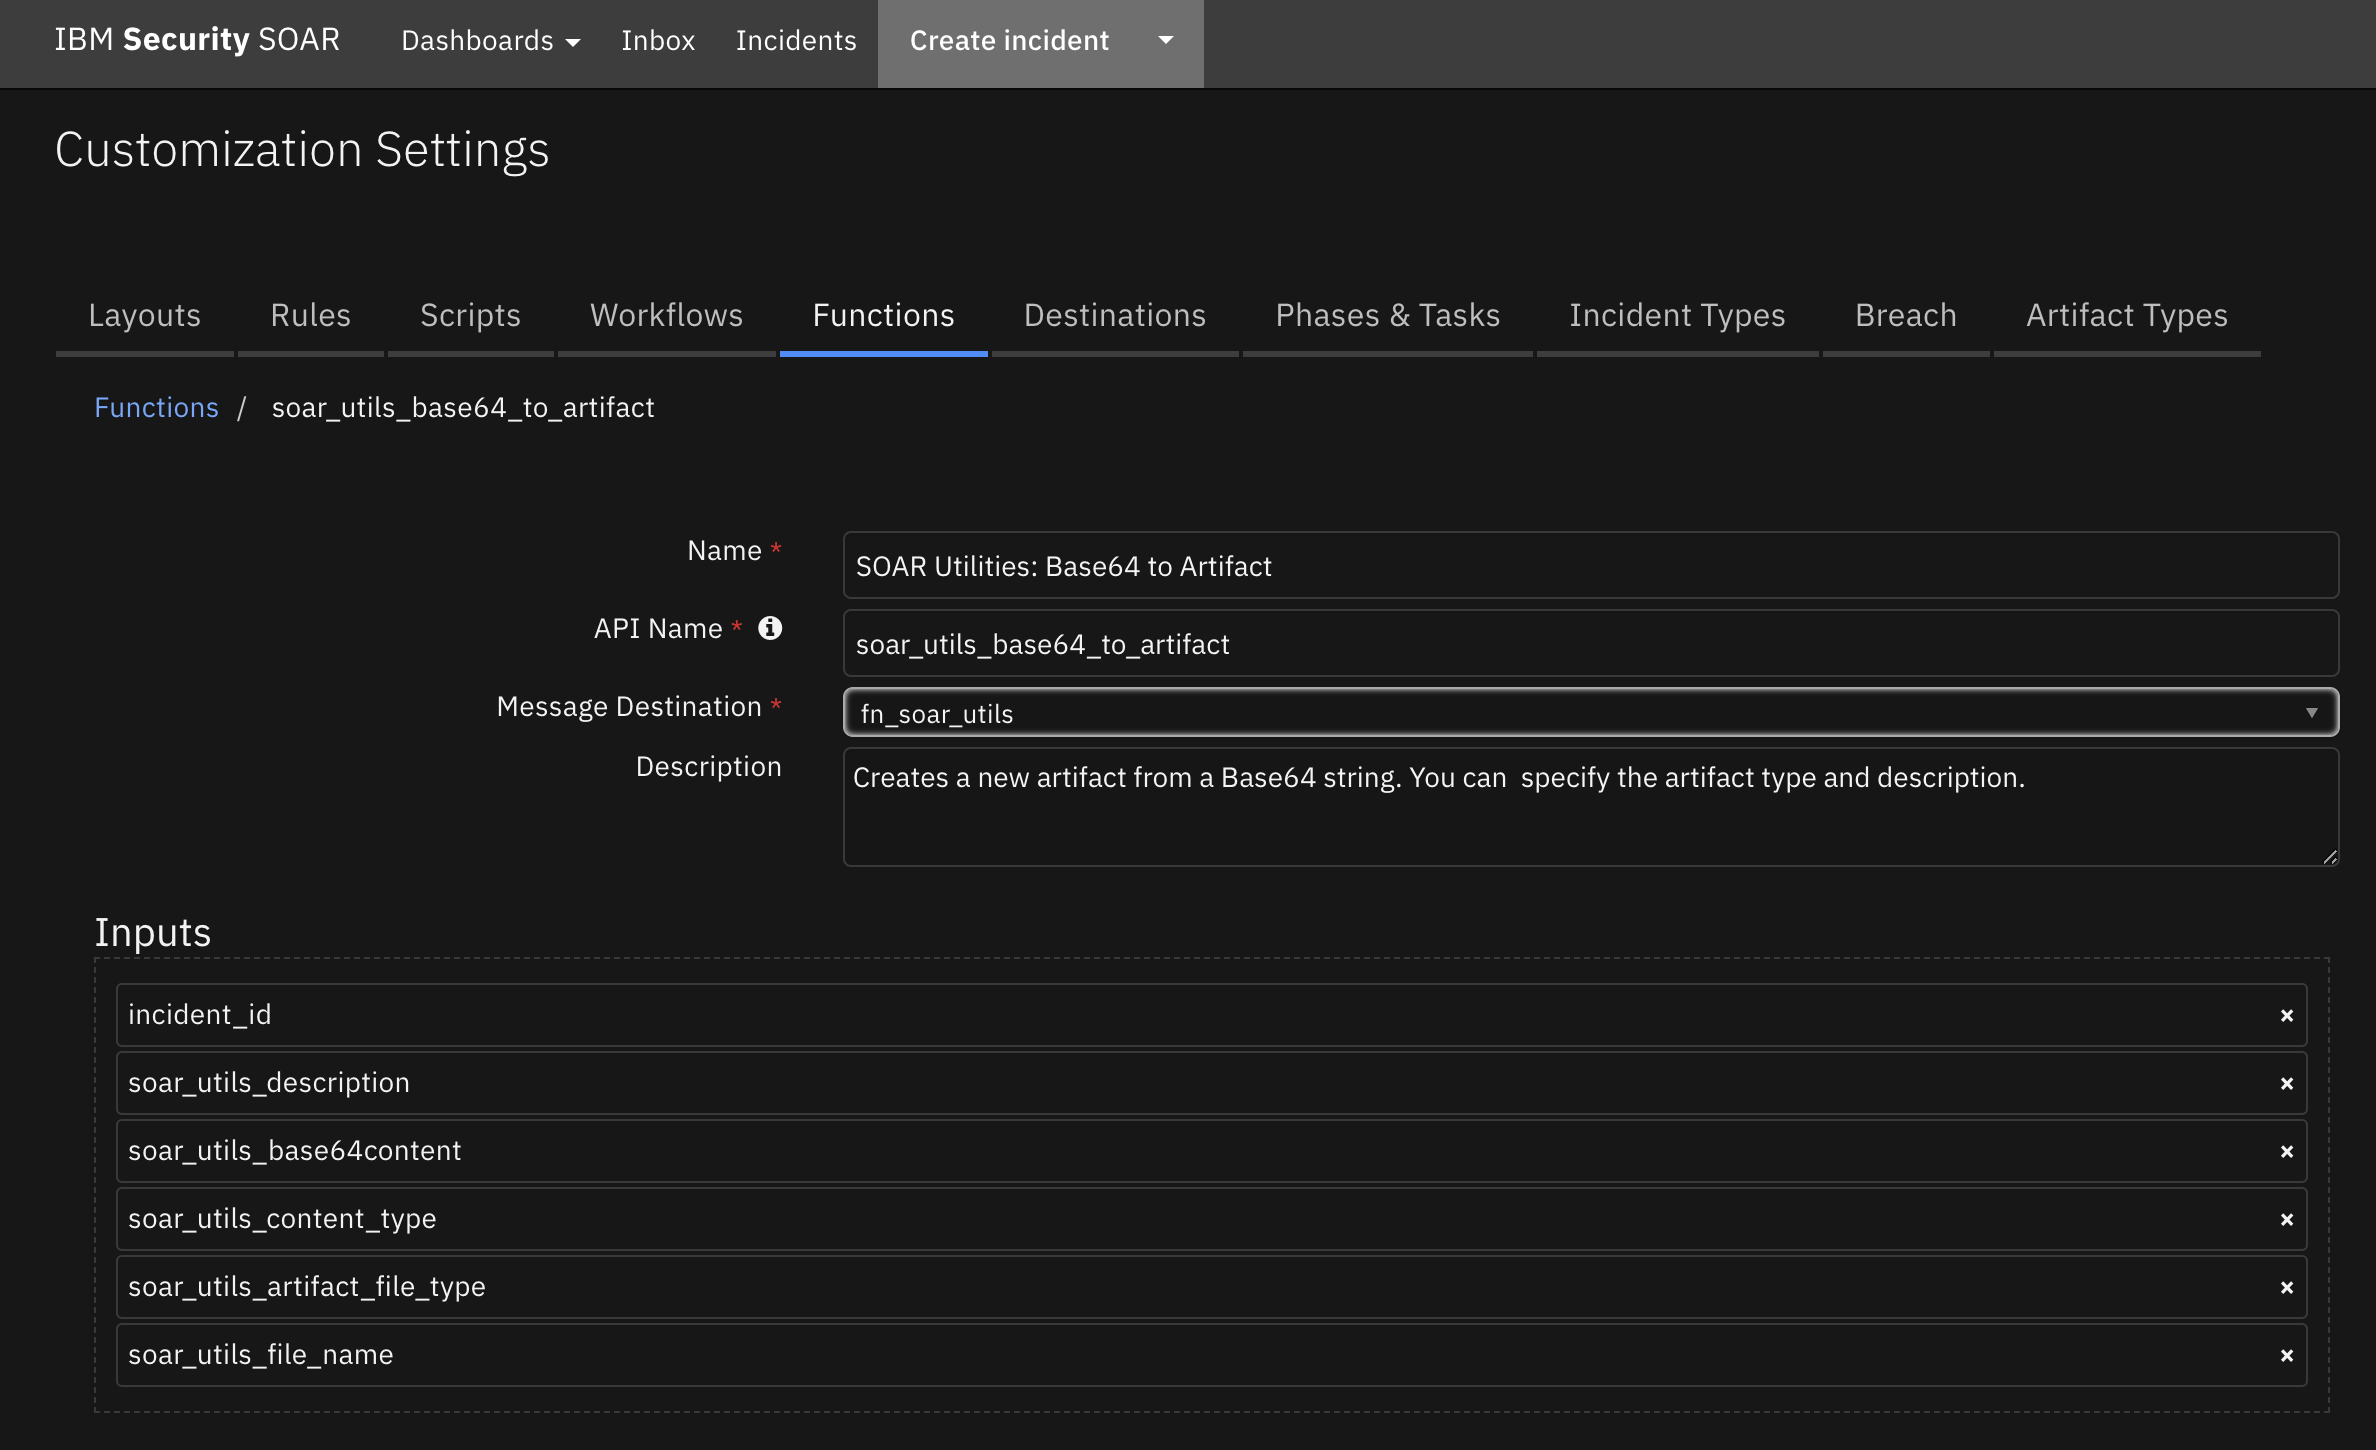 IBM Security SOAR Dashboards Inbox Incidents Create incident
Customization Settings
Layouts Rules Scripts Workflows Functions Destinations Phases & Tasks Incident Types Breach Artifact Types
Functions / soar_utils_base64_to_artifact
Name * SOAR Utilities: Base64 to Artifact
API Name * soar_utils_base64_to_artifact
Message Destination * fn_soar_utils
Description Creates a new artifact from a Base64 string. You can  specify the artifact type and description.
Inputs
incident_id
soar_utils_description
soar_utils_base64content
soar_utils_content_type
soar_utils_artifact_file_type
soar_utils_file_name